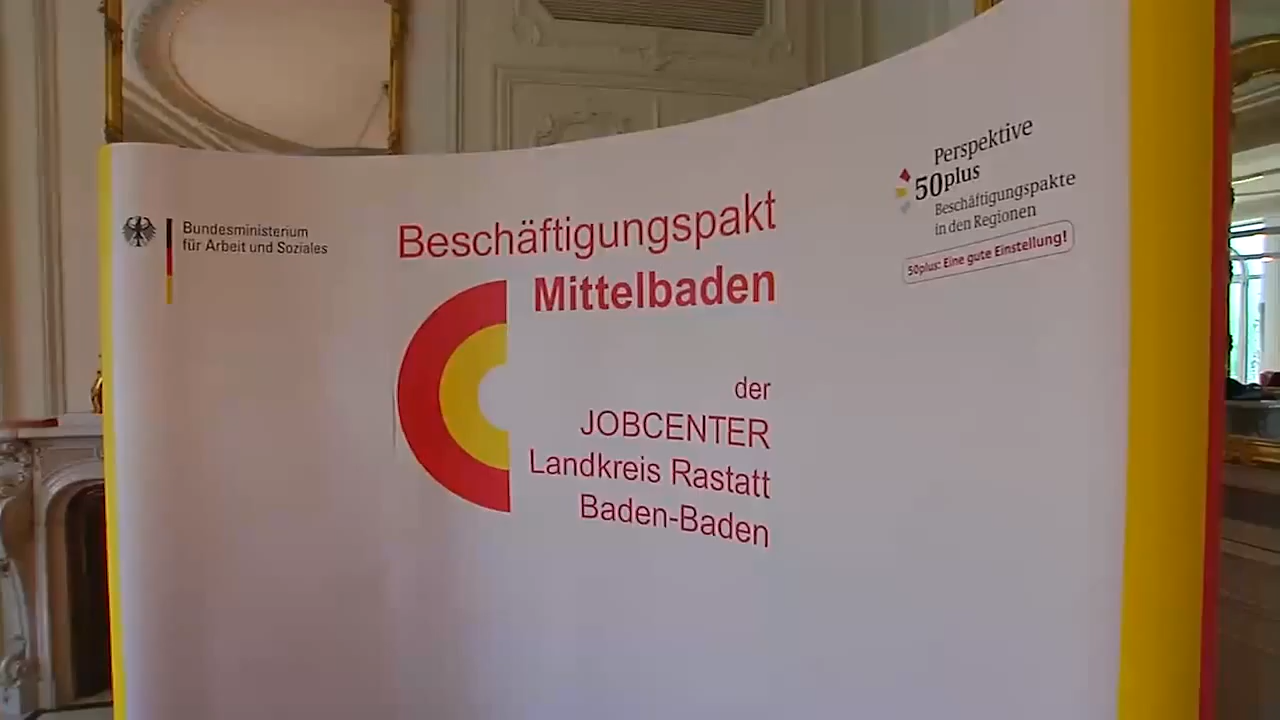 Bundesministerium
für Arbeit und Soziales
Beschäftigungspakt
Mittelbaden
der
JOBCENTER
Landkreis Rastatt
Baden-Baden
Perspektive
50plus
Beschäftigungspakte
in den Regionen
50plus: Eine gute Einstellung!